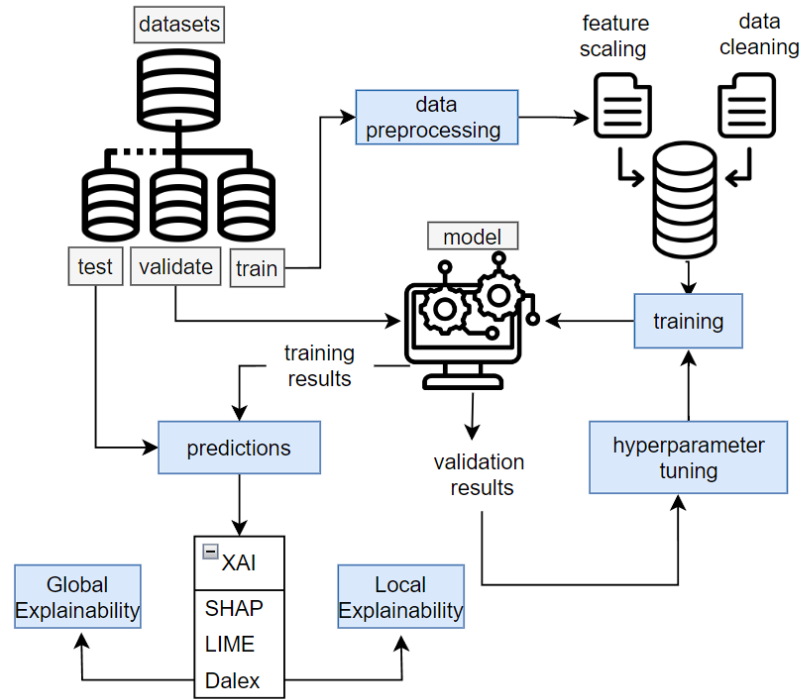 datasets
feature
scaling
data
cleaning
data
preprocessing
test
validate
train
model
training
training
results
predictions
validation
results
hyperparameter
tuning
XAI
SHAP
LIME
Dalex
Global
Explainability
Local
Explainability